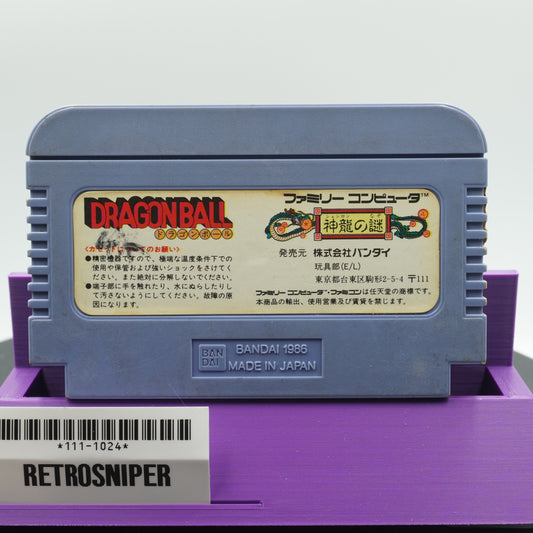 DRAGONBALL
ドラゴンボール
ファミリー コンピュータ™
シェンロン なぞ
神龍の謎
発売元 株式会社バンダイ
玩具部(E/L)
東京都台東区駒形2-5-4 〒111
ファミリー コンピュータ・ファミコンは任天堂の商標です。
本商品の輸出、使用営業及び賃貸を禁じます。
●精密機器ですので、極端な温度条件下での
使用や保管および強いショックをさけてくだ
さい。また絶対に分解しないでください。
●端子部に手を触れたり、水にぬらしたりし
て汚さないようにしてください。故障の原
因になります。
BAN
DAI
BANDAI 1986
MADE IN JAPAN
*111-1024*
RETROSNIPER